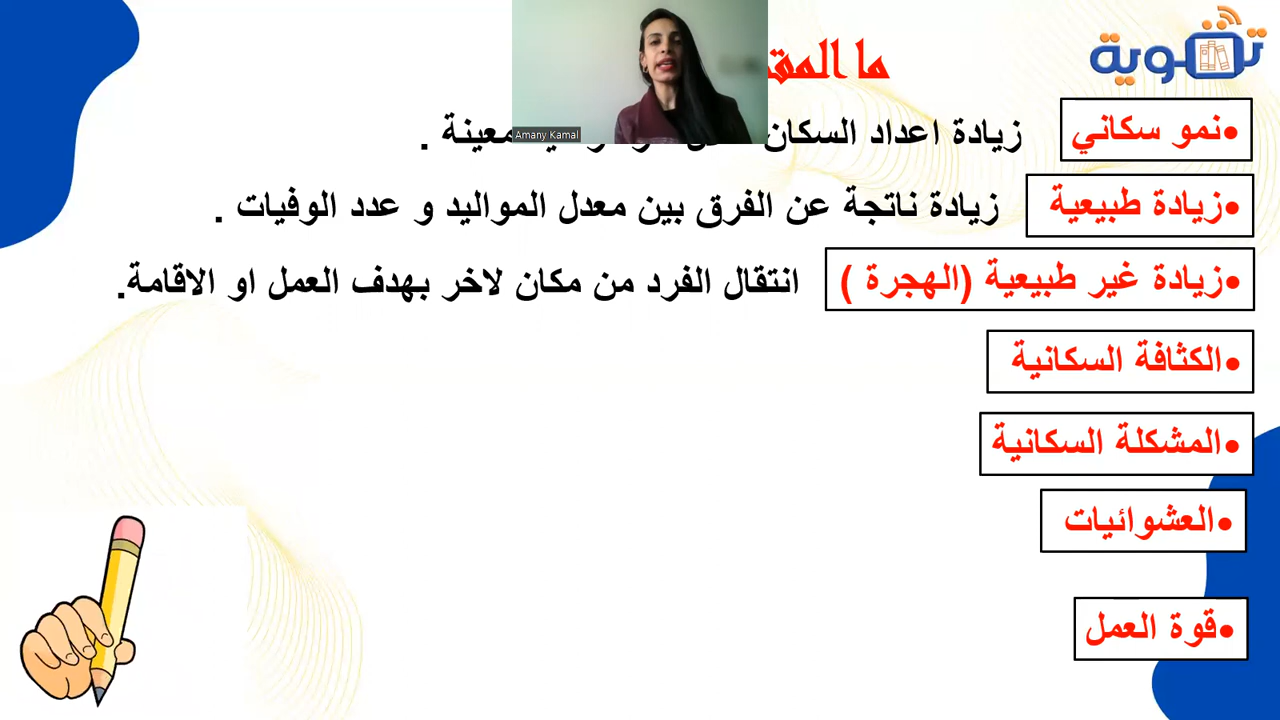 تقوية
ما المق
Amany Kamal
•نمو سكاني
زيادة اعداد السكان معينة .
•زيادة طبيعية
زيادة ناتجة عن الفرق بين معدل المواليد و عدد الوفيات .
•زيادة غير طبيعية (الهجرة )
انتقال الفرد من مكان لاخر بهدف العمل او الاقامة.
•الكثافة السكانية
•المشكلة السكانية
•العشوائيات
•قوة العمل